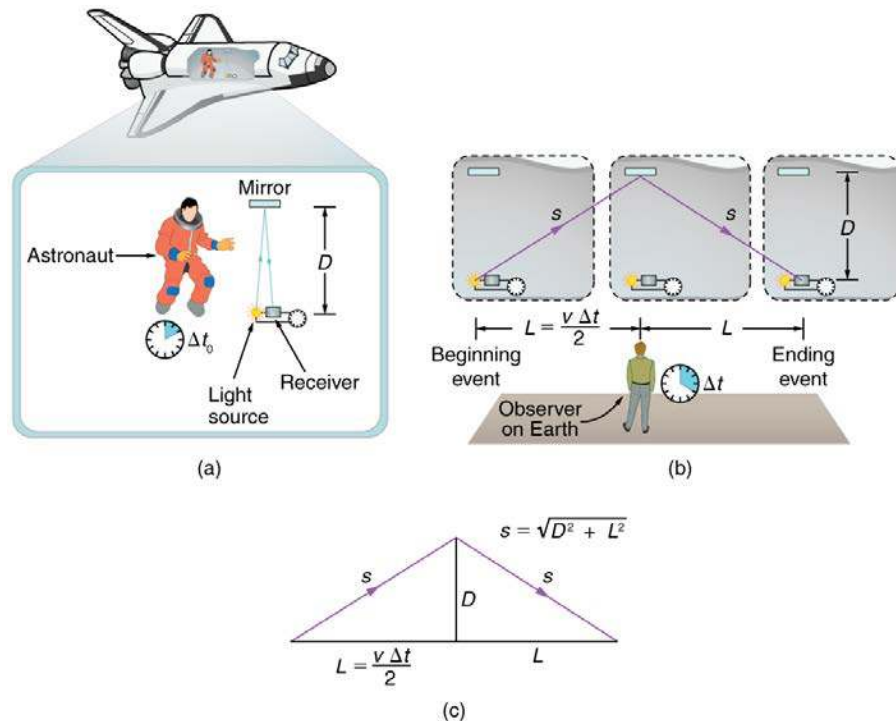 Mirror
Astronaut
D
Δt₀
Light
source
Receiver
(a)
s
s
D
L = v Δt / 2
L
Beginning
event
Ending
event
Δt
Observer
on Earth
(b)
s = √D² + L²
s
s
D
L = v Δt / 2
L
(c)